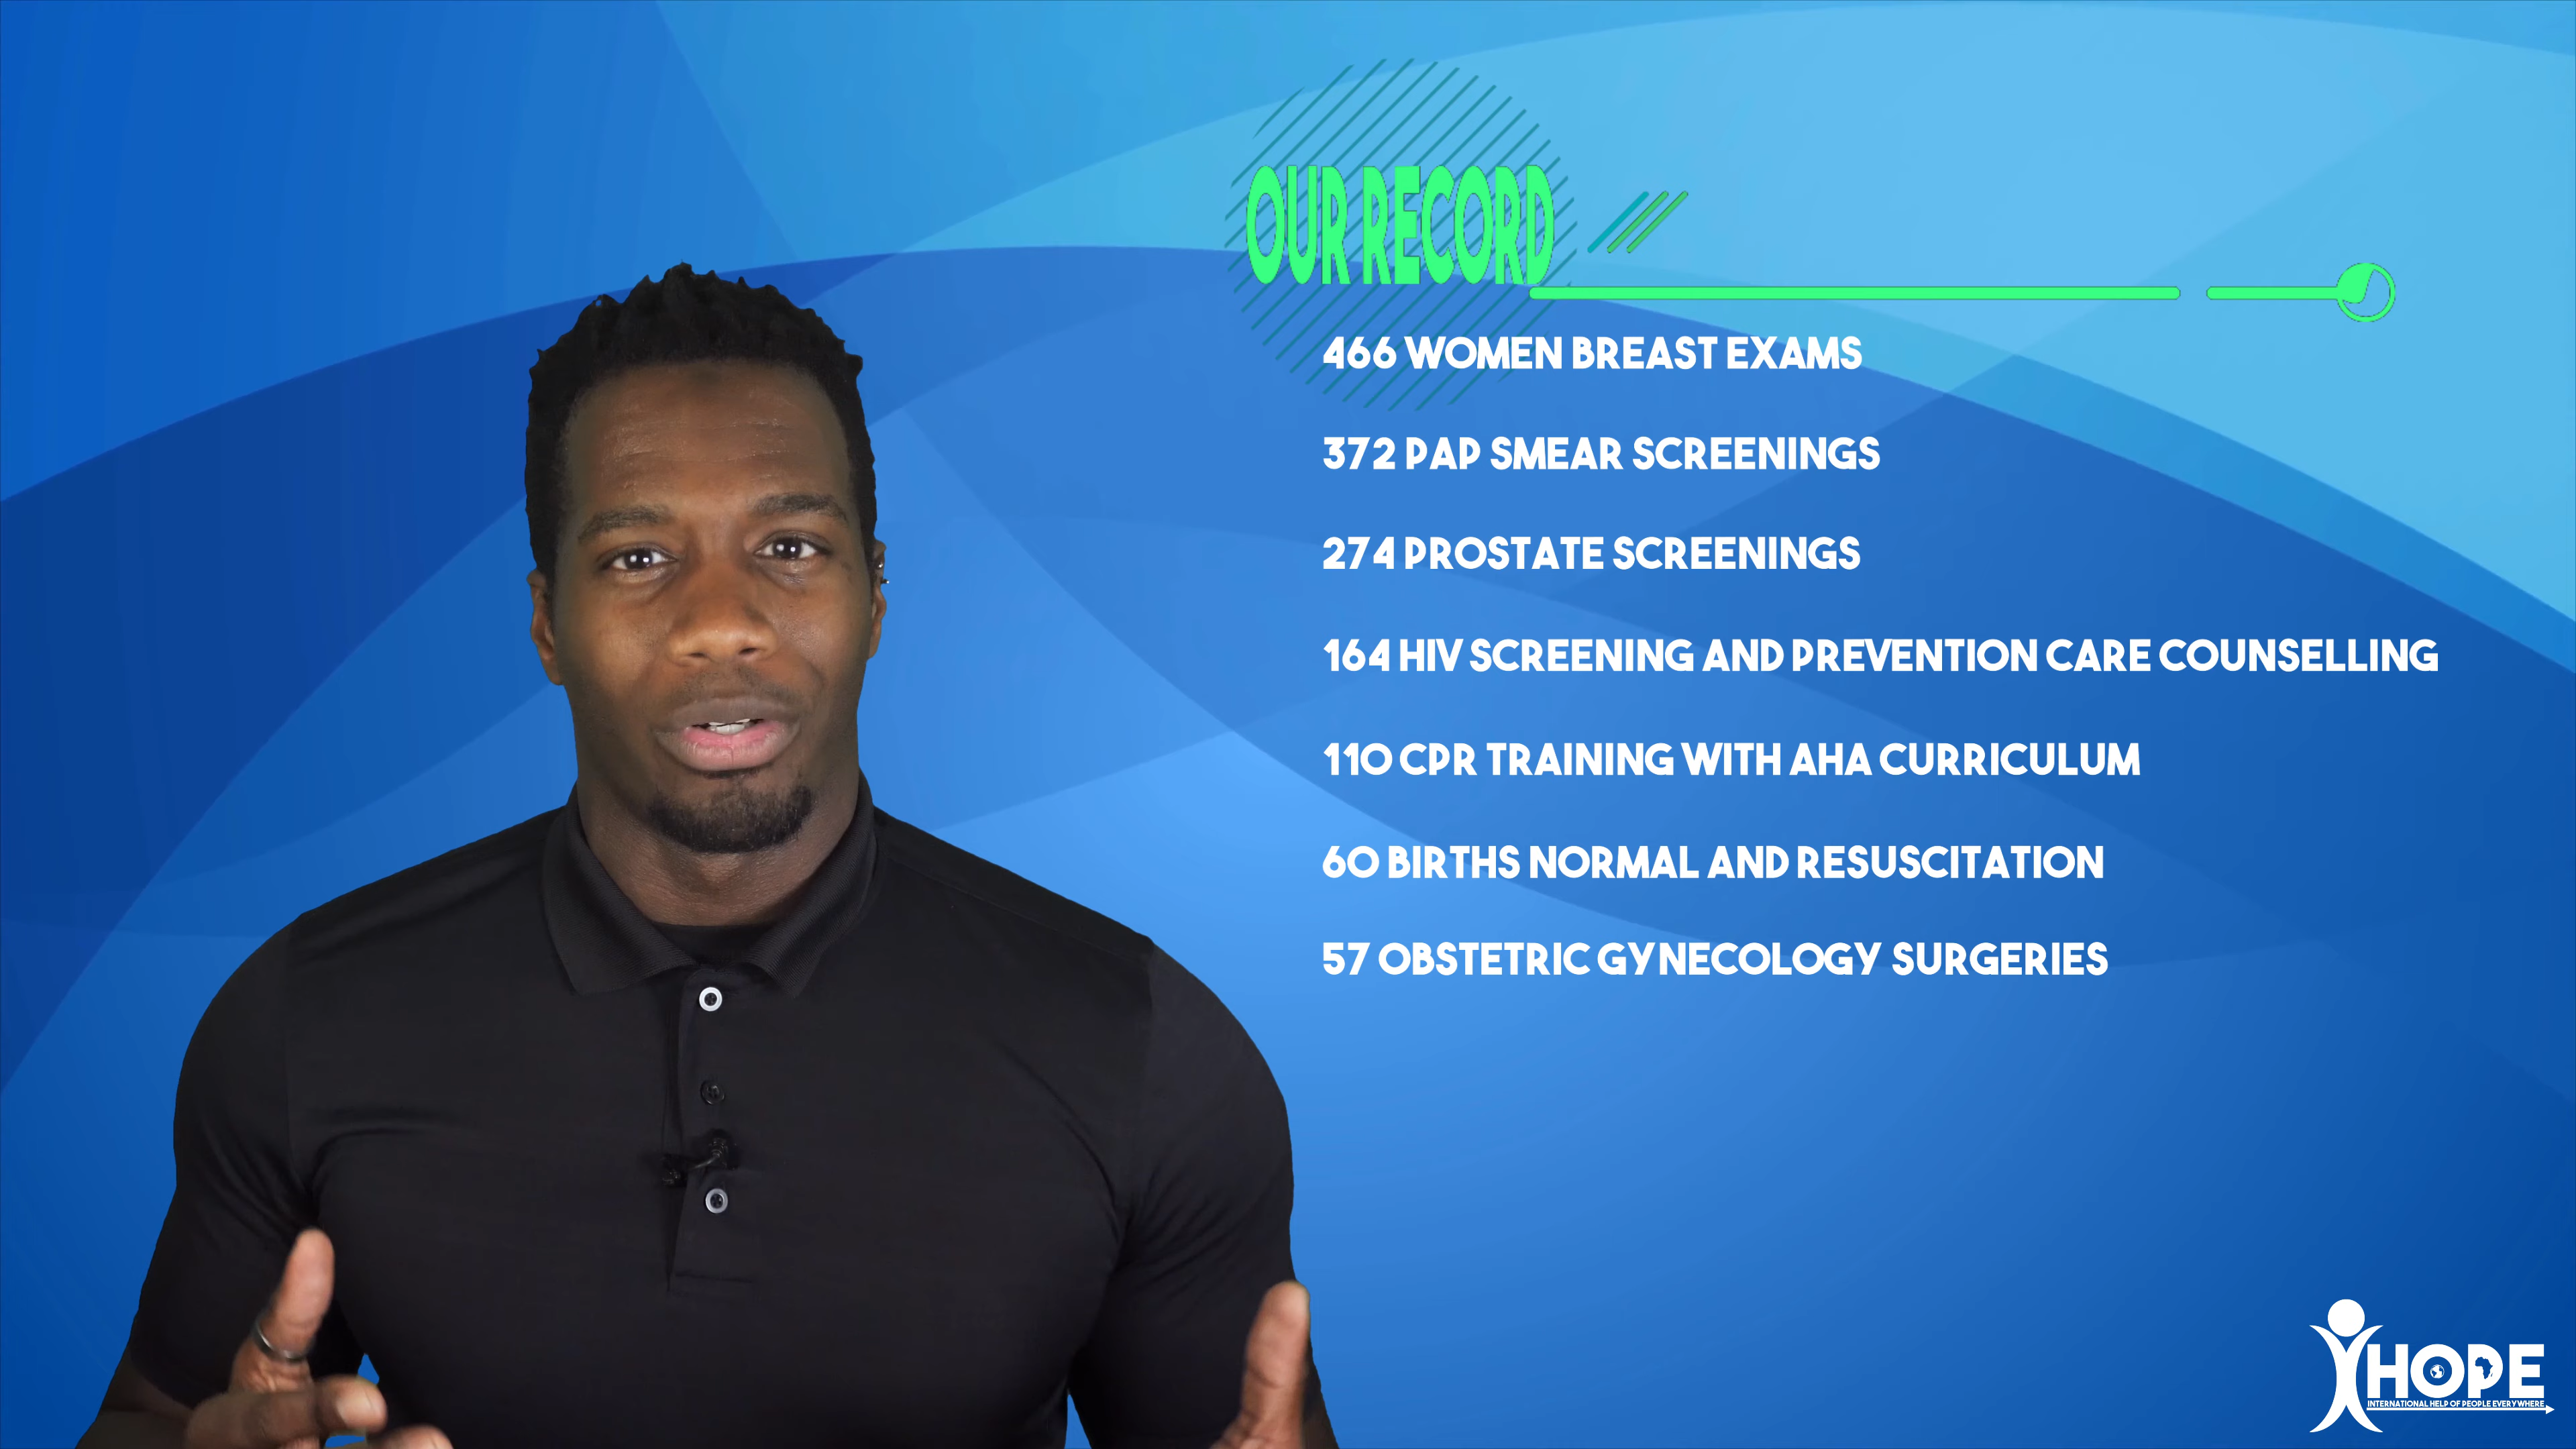 OUR RECORD
466 WOMEN BREAST EXAMS
372 PAP SMEAR SCREENINGS
274 PROSTATE SCREENINGS
164 HIV SCREENING AND PREVENTION CARE COUNSELLING
110 CPR TRAINING WITH AHA CURRICULUM
60 BIRTHS NORMAL AND RESUSCITATION
57 OBSTETRIC GYNECOLOGY SURGERIES
HOPE
INTERNATIONAL HELP OF PEOPLE EVERYWHERE